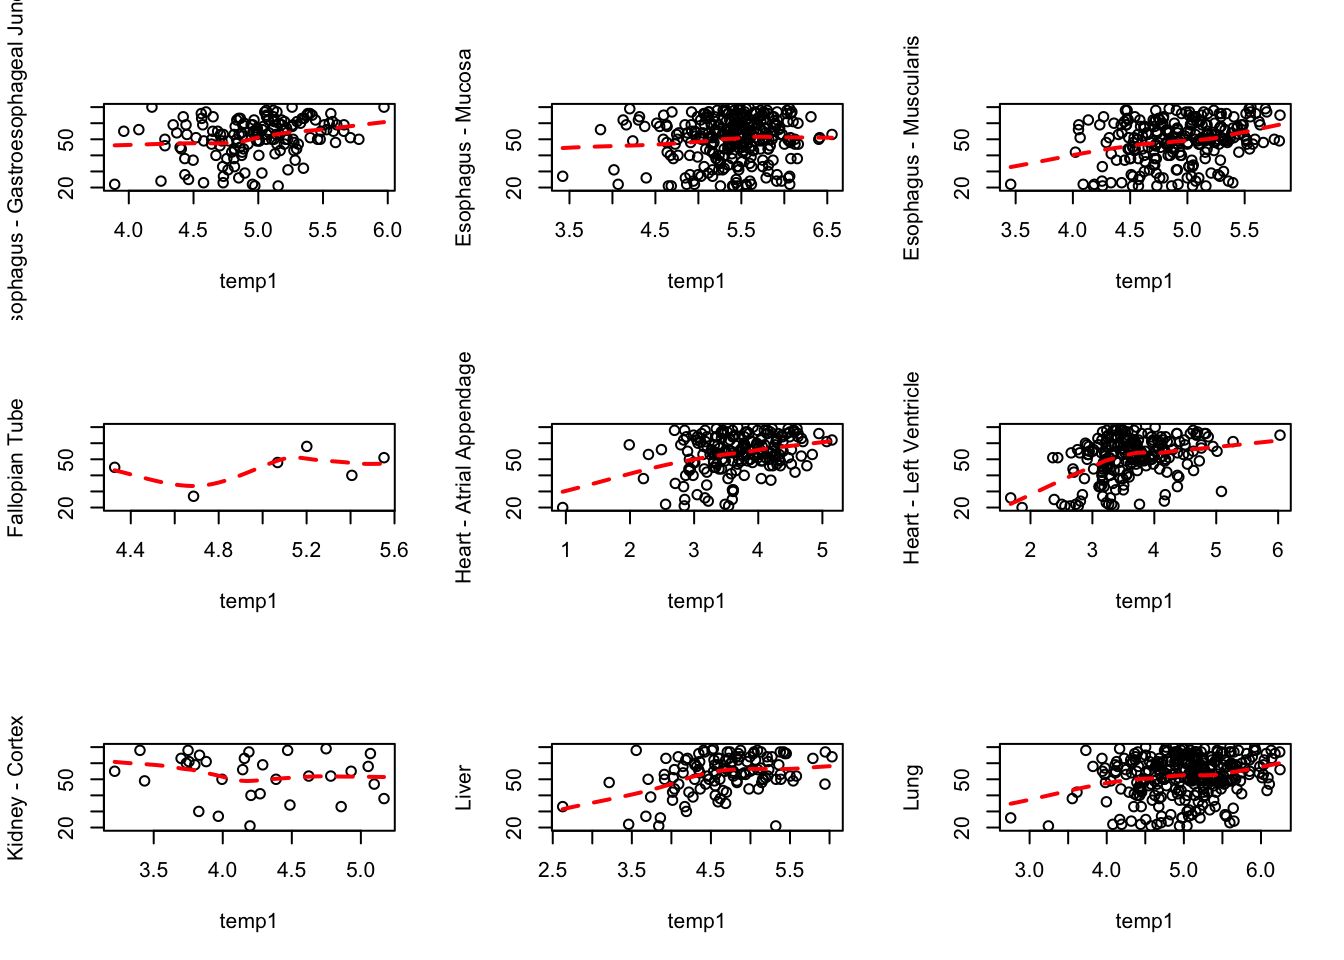 sophagus - Gastroesophageal Junc
50
20
4.0 4.5 5.0 5.5 6.0
temp1
Esophagus - Mucosa
50
20
3.5 4.5 5.5 6.5
temp1
Esophagus - Muscularis
50
20
3.5 4.0 4.5 5.0 5.5
temp1
Fallopian Tube
50
20
4.4 4.8 5.2 5.6
temp1
Heart - Atrial Appendage
50
20
1 2 3 4 5
temp1
Heart - Left Ventricle
50
20
2 3 4 5 6
temp1
Kidney - Cortex
50
20
3.5 4.0 4.5 5.0
temp1
Liver
50
20
2.5 3.5 4.5 5.5
temp1
Lung
50
20
3.0 4.0 5.0 6.0
temp1